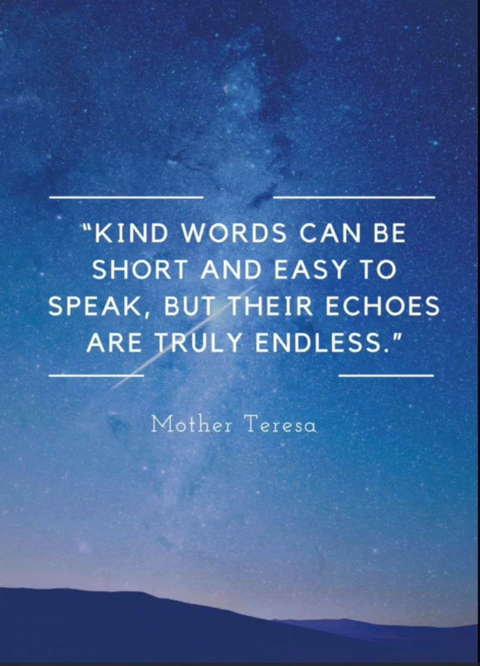 “KIND WORDS CAN BE
SHORT AND EASY TO
SPEAK, BUT THEIR ECHOES
ARE TRULY ENDLESS.”
Mother Teresa